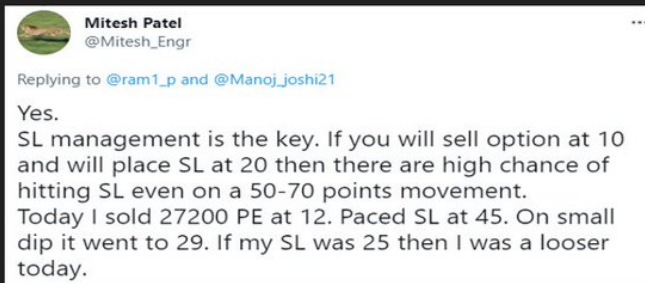 Mitesh Patel
@Mitesh_Engr
Replying to @ram1_p and @Manoj_joshi21
Yes.
SL management is the key. If you will sell option at 10
and will place SL at 20 then there are high chance of
hitting SL even on a 50-70 points movement.
Today I sold 27200 PE at 12. Paced SL at 45. On small
dip it went to 29. If my SL was 25 then I was a looser
today.